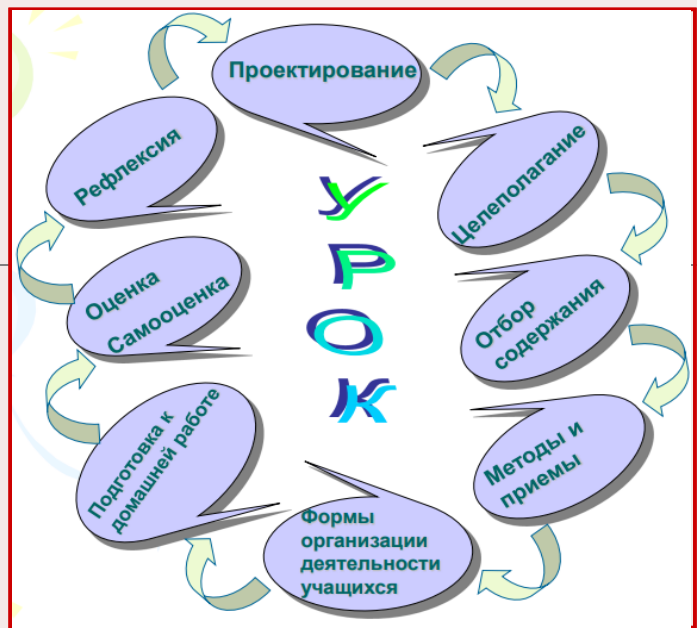 Проектирование
Целеполагание
Отбор
содержания
Методы и
приемы
Формы
организации
деятельности
учащихся
Подготовка к
домашней работе
Оценка
Самооценка
Рефлексия
У
Р
О
К